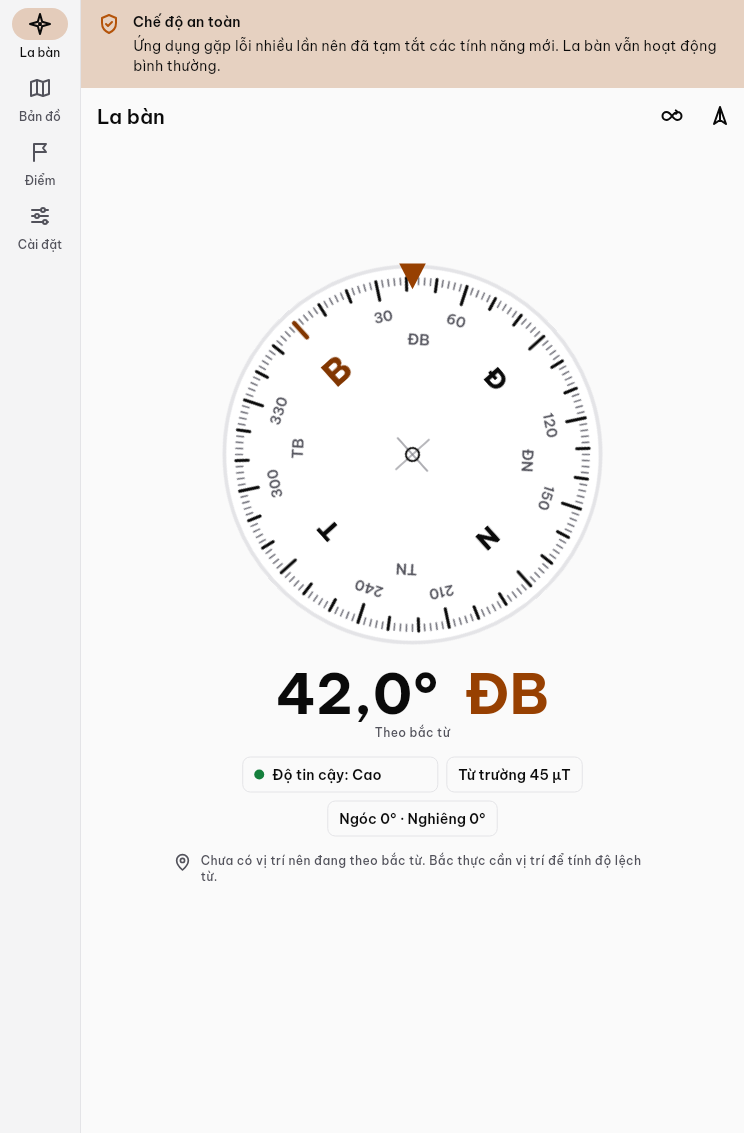 Chế độ an toàn
Ứng dụng gặp lỗi nhiều lần nên đã tạm tắt các tính năng mới. La bàn vẫn hoạt động
bình thường.
La bàn
Bản đồ
Điểm
Cài đặt
La bàn
30
60
ĐB
B
Đ
330
120
TB
ĐN
300
150
T
N
TN
240
210
42,0° ĐB
Theo bắc từ
Độ tin cậy: Cao
Từ trường 45 µT
Ngóc 0° · Nghiêng 0°
Chưa có vị trí nên đang theo bắc từ. Bắc thực cần vị trí để tính độ lệch
từ.